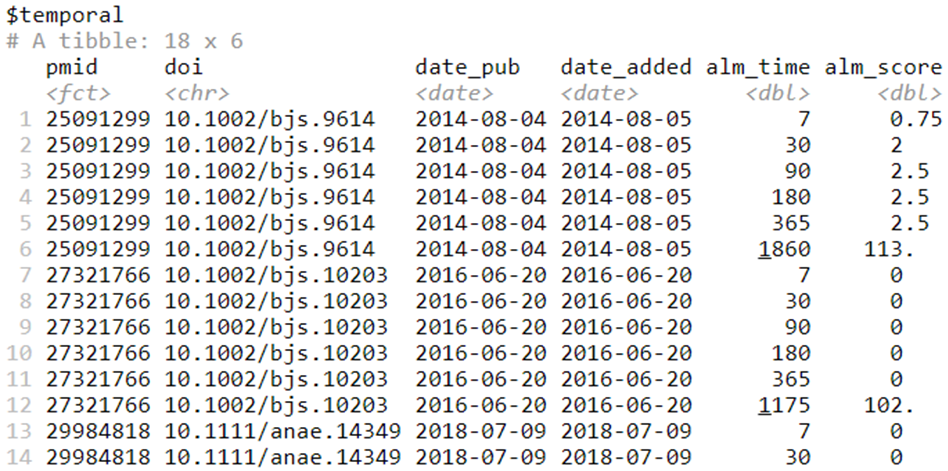 $temporal
# A tibble: 18 x 6
pmid doi date_pub date_added alm_time alm_score
<fct> <chr> <date> <date> <dbl> <dbl>
1 25091299 10.1002/bjs.9614 2014-08-04 2014-08-05 7 0.75
2 25091299 10.1002/bjs.9614 2014-08-04 2014-08-05 30 2
3 25091299 10.1002/bjs.9614 2014-08-04 2014-08-05 90 2.5
4 25091299 10.1002/bjs.9614 2014-08-04 2014-08-05 180 2.5
5 25091299 10.1002/bjs.9614 2014-08-04 2014-08-05 365 2.5
6 25091299 10.1002/bjs.9614 2014-08-04 2014-08-05 1860 113.
7 27321766 10.1002/bjs.10203 2016-06-20 2016-06-20 7 0
8 27321766 10.1002/bjs.10203 2016-06-20 2016-06-20 30 0
9 27321766 10.1002/bjs.10203 2016-06-20 2016-06-20 90 0
10 27321766 10.1002/bjs.10203 2016-06-20 2016-06-20 180 0
11 27321766 10.1002/bjs.10203 2016-06-20 2016-06-20 365 0
12 27321766 10.1002/bjs.10203 2016-06-20 2016-06-20 1175 102.
13 29984818 10.1111/anae.14349 2018-07-09 2018-07-09 7 0
14 29984818 10.1111/anae.14349 2018-07-09 2018-07-09 30 0